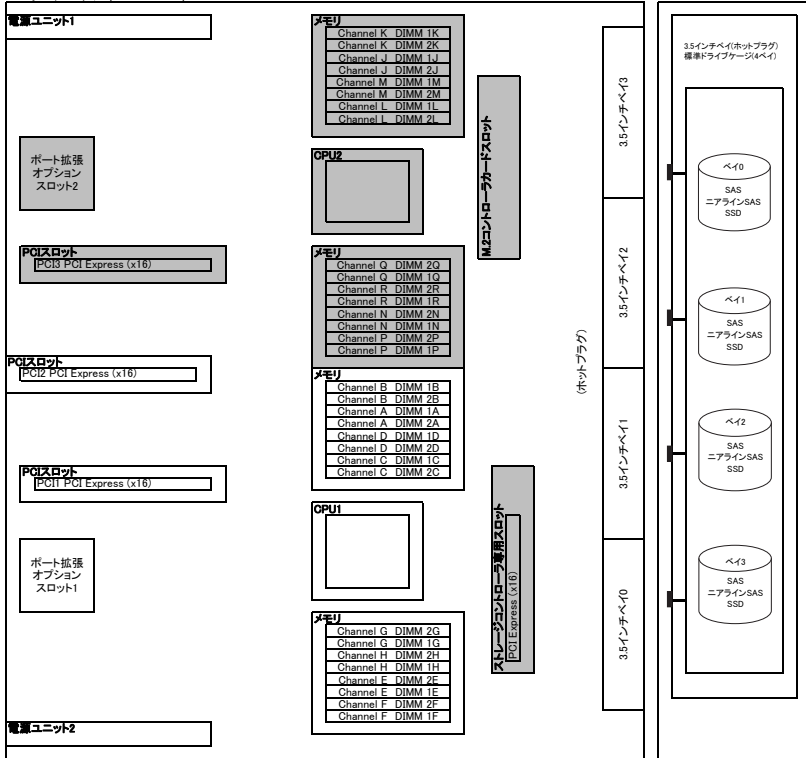 電源ユニット1
ポート拡張
オプション
スロット2
PCIスロット
PCI3 PCI Express (x16)
PCIスロット
PCI2 PCI Express (x16)
PCIスロット
PCI1 PCI Express (x16)
ポート拡張
オプション
スロット1
電源ユニット2
メモリ
Channel K DIMM 1K
Channel K DIMM 2K
Channel J DIMM 1J
Channel J DIMM 2J
Channel M DIMM 1M
Channel M DIMM 2M
Channel L DIMM 1L
Channel L DIMM 2L
CPU2
メモリ
Channel Q DIMM 2Q
Channel Q DIMM 1Q
Channel R DIMM 2R
Channel R DIMM 1R
Channel N DIMM 2N
Channel N DIMM 1N
Channel P DIMM 2P
Channel P DIMM 1P
メモリ
Channel B DIMM 1B
Channel B DIMM 2B
Channel A DIMM 1A
Channel A DIMM 2A
Channel D DIMM 1D
Channel D DIMM 2D
Channel C DIMM 1C
Channel C DIMM 2C
CPU1
メモリ
Channel G DIMM 2G
Channel G DIMM 1G
Channel H DIMM 2H
Channel H DIMM 1H
Channel E DIMM 2E
Channel E DIMM 1E
Channel F DIMM 2F
Channel F DIMM 1F
M.2コントローラカードスロット
ストレージコントローラ専用スロット
PCI Express (x16)
(ホットプラグ)
3.5インチベイ3
3.5インチベイ2
3.5インチベイ1
3.5インチベイ0
3.5インチベイ(ホットプラグ)
標準ドライブケージ(4ベイ)
ベイ0
SAS
ニアラインSAS
SSD
ベイ1
SAS
ニアラインSAS
SSD
ベイ2
SAS
ニアラインSAS
SSD
ベイ3
SAS
ニアラインSAS
SSD